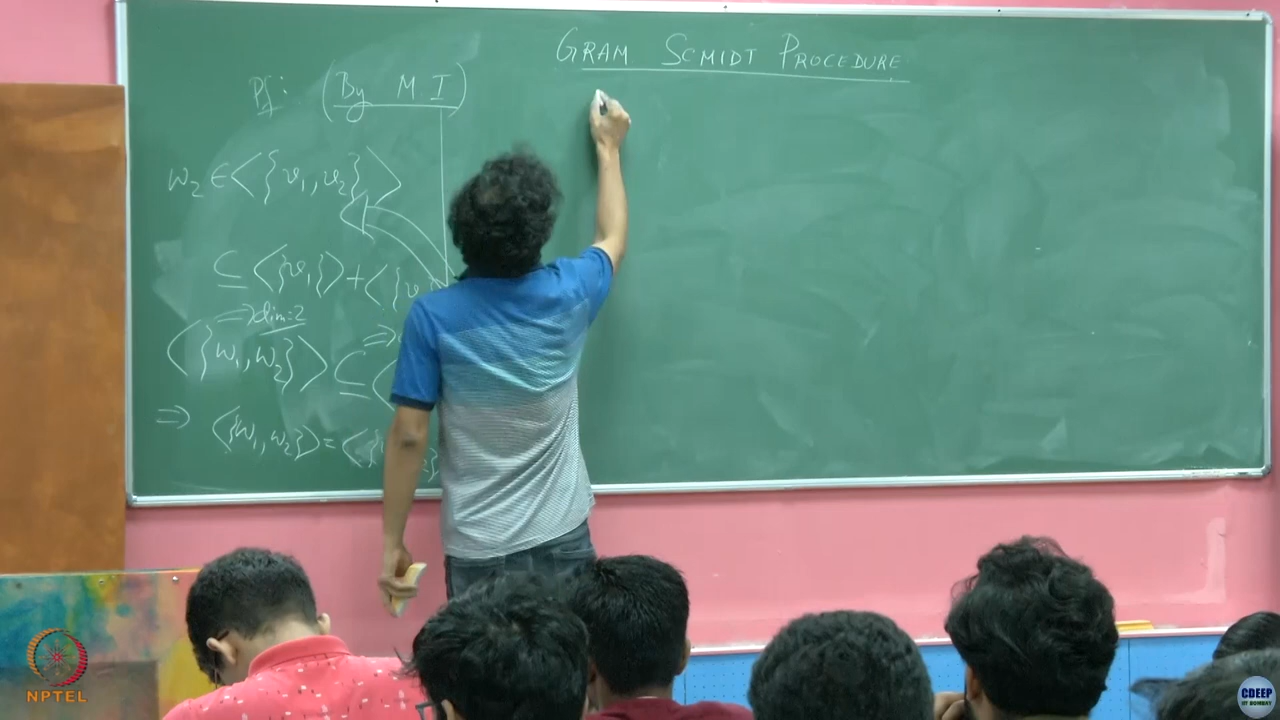 GRAM SCMIDT PROCEDURE
Pf: (By M I)
w₂ ∈ ⟨{v₁, v₂}⟩
⊆ ⟨{v₁}⟩ + ⟨{v
⇒ dim=2
⟨{w₁, w₂}⟩ ⊆ ⟨
⇒
⇒ ⟨{w₁, w₂}⟩ = ⟨{
NPTEL
CDEEP
IIT BOMBAY